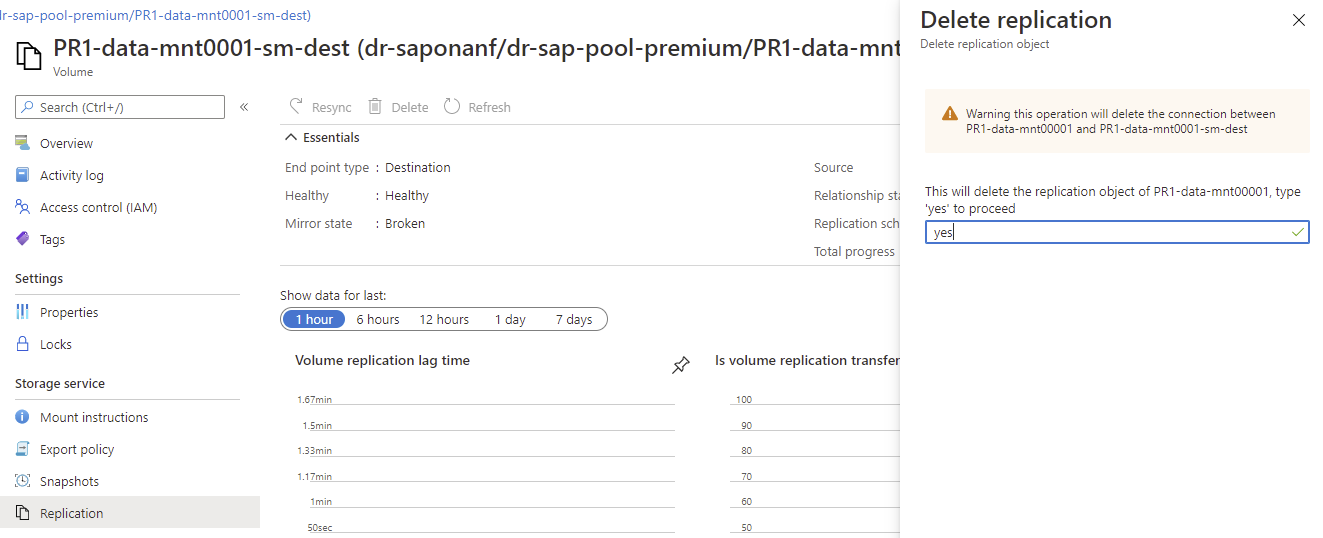 dr-sap-pool-premium/PR1-data-mnt0001-sm-dest)
PR1-data-mnt0001-sm-dest (dr-saponanf/dr-sap-pool-premium/PR1-data-mnt
Volume
Search (Ctrl+/)
«
Overview
Activity log
Access control (IAM)
Tags
Settings
Properties
Locks
Storage service
Mount instructions
Export policy
Snapshots
Replication
Resync Delete Refresh
Essentials
End point type : Destination
Healthy : Healthy
Mirror state : Broken
Source
Relationship sta
Replication sch
Total progress
Show data for last:
1 hour 6 hours 12 hours 1 day 7 days
Volume replication lag time
1.67min
1.5min
1.33min
1.17min
1min
50sec
Is volume replication transfer
100
90
80
70
60
50
Delete replication
Delete replication object
Warning this operation will delete the connection between
PR1-data-mnt00001 and PR1-data-mnt0001-sm-dest
This will delete the replication object of PR1-data-mnt00001, type
'yes' to proceed
yes